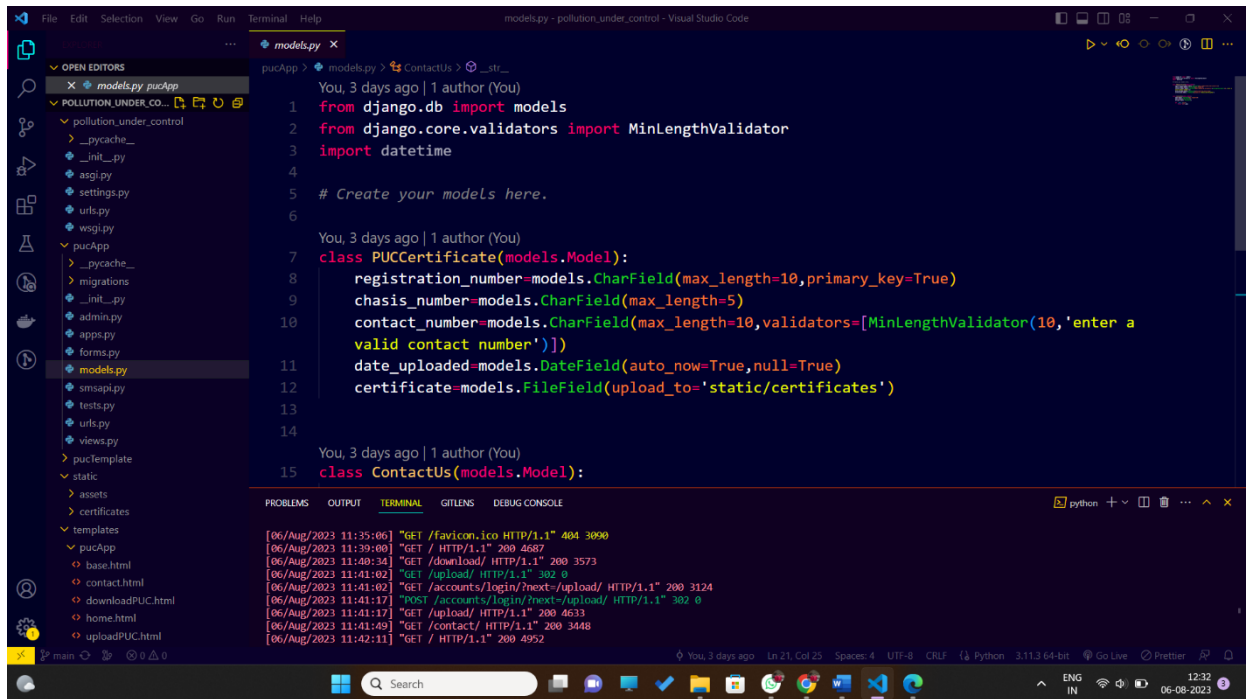 File Edit Selection View Go Run Terminal Help models.py - pollution_under_control - Visual Studio Code
OPEN EDITORS
models.py pucApp
POLLUTION_UNDER_CO...
pollution_under_control
__pycache__
__init__.py
asgi.py
settings.py
urls.py
wsgi.py
pucApp
__pycache__
migrations
__init__.py
admin.py
apps.py
forms.py
models.py
smsapi.py
tests.py
urls.py
views.py
pucTemplate
static
assets
certificates
templates
pucApp
base.html
contact.html
downloadPUC.html
home.html
uploadPUC.html
models.py
pucApp > models.py > ContactUs > __str__
You, 3 days ago | 1 author (You)
1 from django.db import models
2 from django.core.validators import MinLengthValidator
3 import datetime
4
5 # Create your models here.
6
You, 3 days ago | 1 author (You)
7 class PUCCertificate(models.Model):
8 registration_number=models.CharField(max_length=10,primary_key=True)
9 chasis_number=models.CharField(max_length=5)
10 contact_number=models.CharField(max_length=10,validators=[MinLengthValidator(10,'enter a
valid contact number')])
11 date_uploaded=models.DateField(auto_now=True,null=True)
12 certificate=models.FileField(upload_to='static/certificates')
13
14
You, 3 days ago | 1 author (You)
15 class ContactUs(models.Model):
PROBLEMS OUTPUT TERMINAL GITLENS DEBUG CONSOLE python
[06/Aug/2023 11:35:06] "GET /favicon.ico HTTP/1.1" 404 3090
[06/Aug/2023 11:39:00] "GET / HTTP/1.1" 200 4687
[06/Aug/2023 11:40:34] "GET /download/ HTTP/1.1" 200 3573
[06/Aug/2023 11:41:02] "GET /upload/ HTTP/1.1" 302 0
[06/Aug/2023 11:41:02] "GET /accounts/login/?next=/upload/ HTTP/1.1" 200 3124
[06/Aug/2023 11:41:17] "POST /accounts/login/?next=/upload/ HTTP/1.1" 302 0
[06/Aug/2023 11:41:17] "GET /upload/ HTTP/1.1" 200 4633
[06/Aug/2023 11:41:49] "GET /contact/ HTTP/1.1" 200 3448
[06/Aug/2023 11:42:11] "GET / HTTP/1.1" 200 4952
main 0 0 You, 3 days ago Ln 21, Col 25 Spaces: 4 UTF-8 CRLF Python 3.11.3 64-bit Go Live Prettier
Search
ENG
IN
12:32
06-08-2023
3